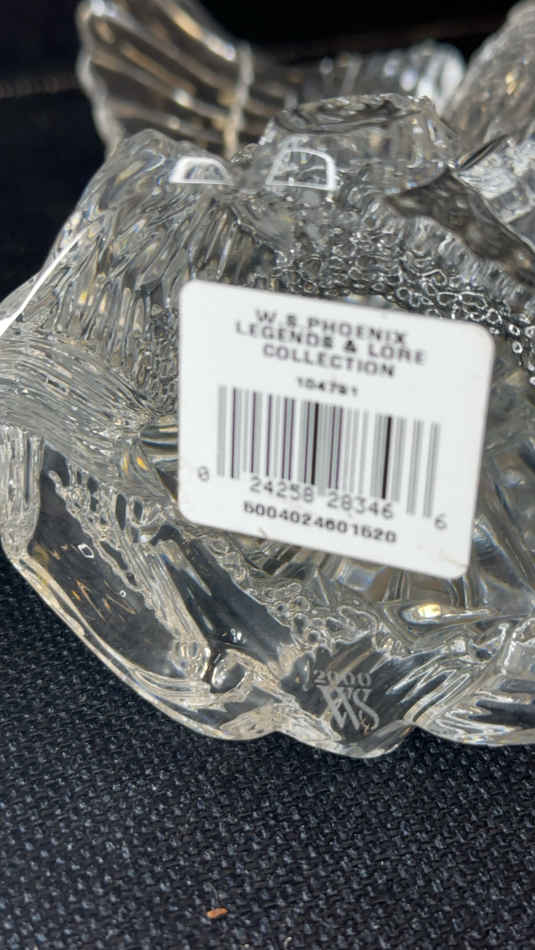 W.S.PHOENIX
LEGENDS & LORE
COLLECTION
104791
0 24258 28346 6
5004024601520
2000
WS